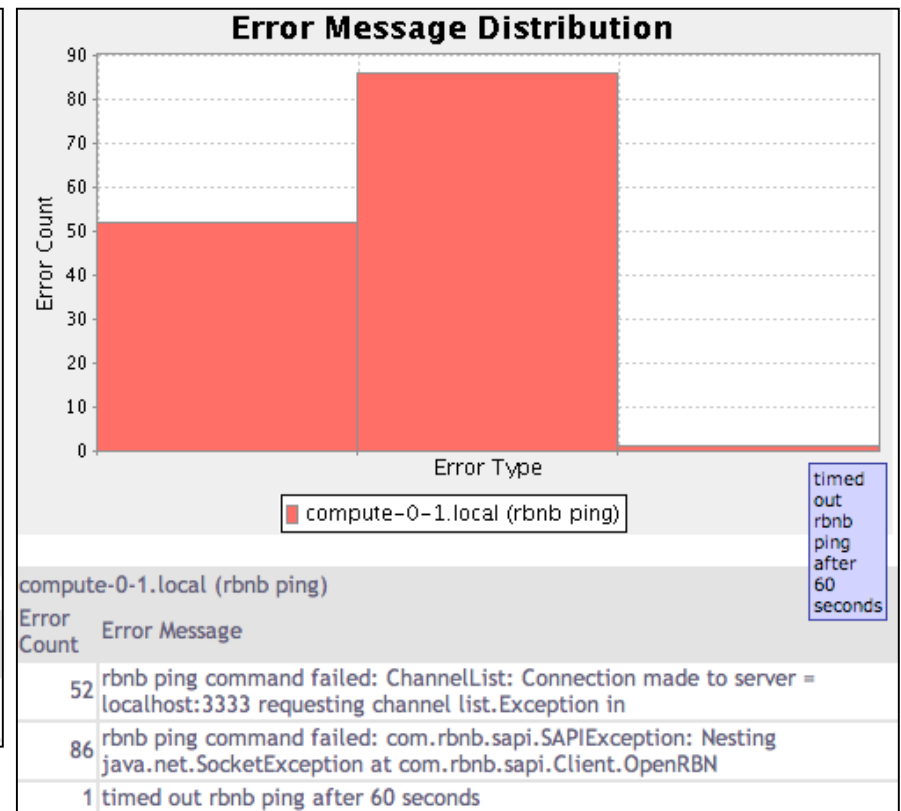 Error Message Distribution
90
80
70
60
50
40
30
20
10
0
Error Count
Error Type
compute-0-1.local (rbnb ping)
timed
out
rbnb
ping
after
60
seconds
compute-0-1.local (rbnb ping)
Error
Count
Error Message
52 rbnb ping command failed: ChannelList: Connection made to server =
localhost:3333 requesting channel list.Exception in
86 rbnb ping command failed: com.rbnb.sapi.SAPIException: Nesting
java.net.SocketException at com.rbnb.sapi.Client.OpenRBN
1 timed out rbnb ping after 60 seconds